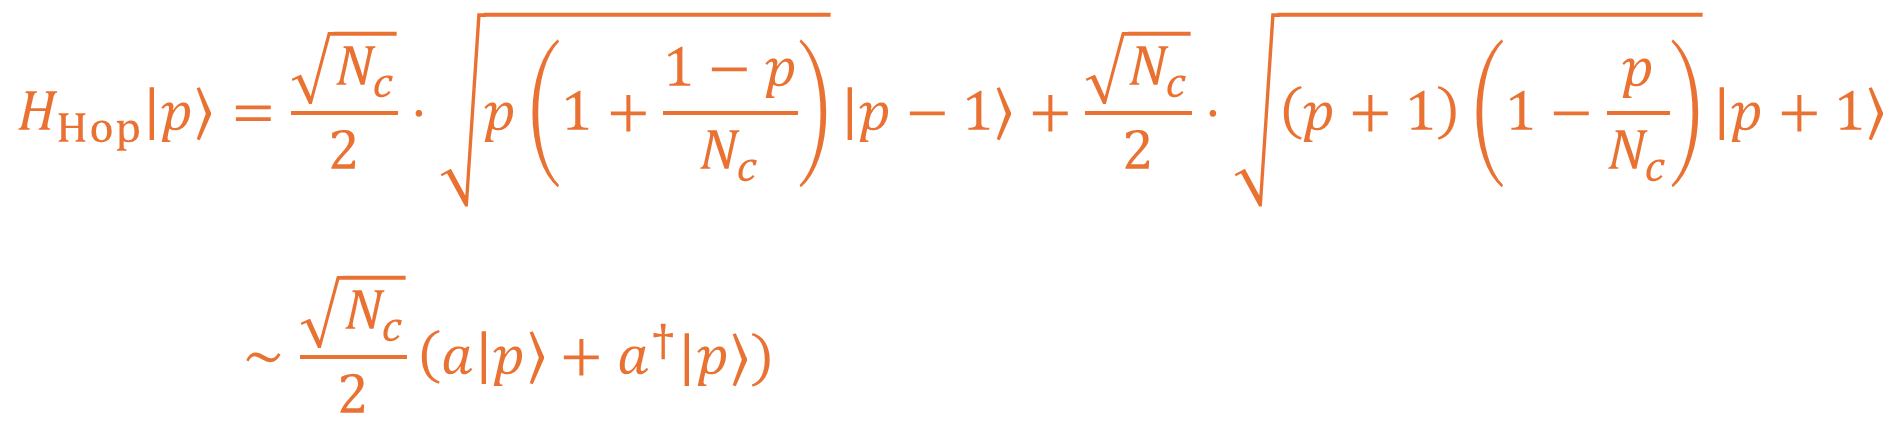 H_Hop|p⟩ = √N_c/2 · √(p(1 + (1 − p)/N_c)) |p − 1⟩ + √N_c/2 · √((p + 1)(1 − p/N_c)) |p + 1⟩
~ √N_c/2 (a|p⟩ + a†|p⟩)